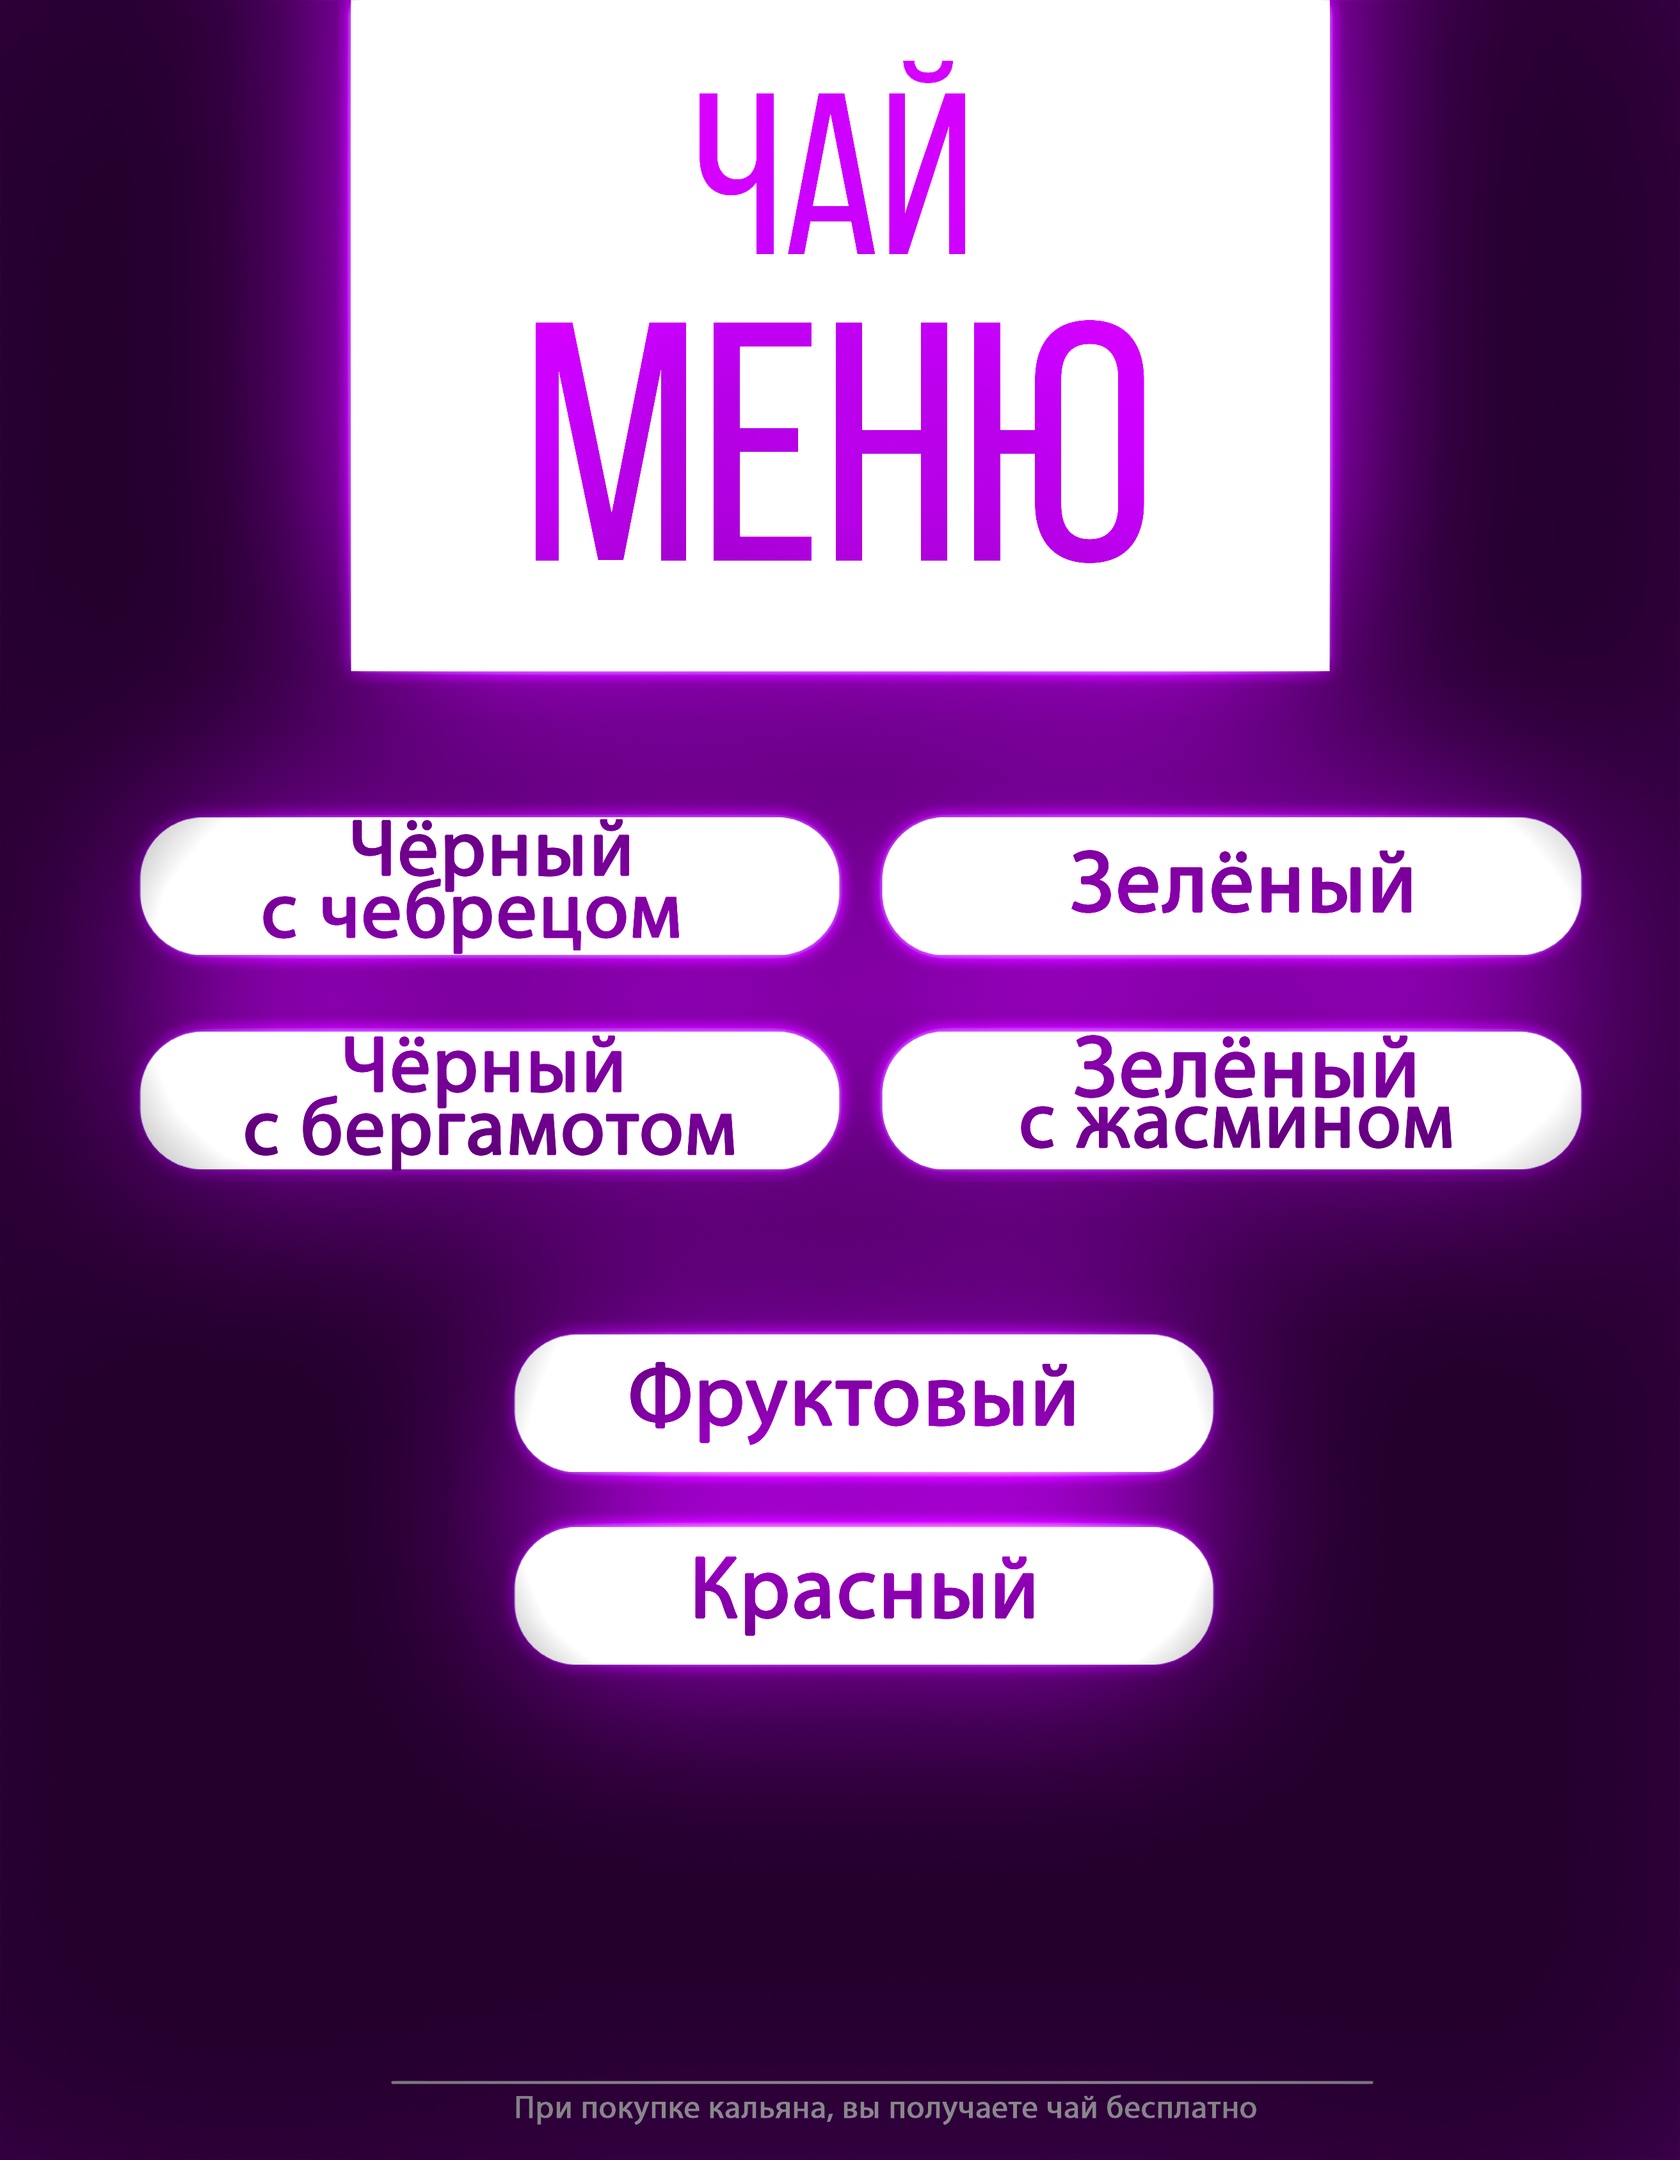 ЧАЙ
МЕНЮ
Чёрный
с чебрецом
Зелёный
Чёрный
с бергамотом
Зелёный
с жасмином
Фруктовый
Красный
При покупке кальяна, вы получаете чай бесплатно